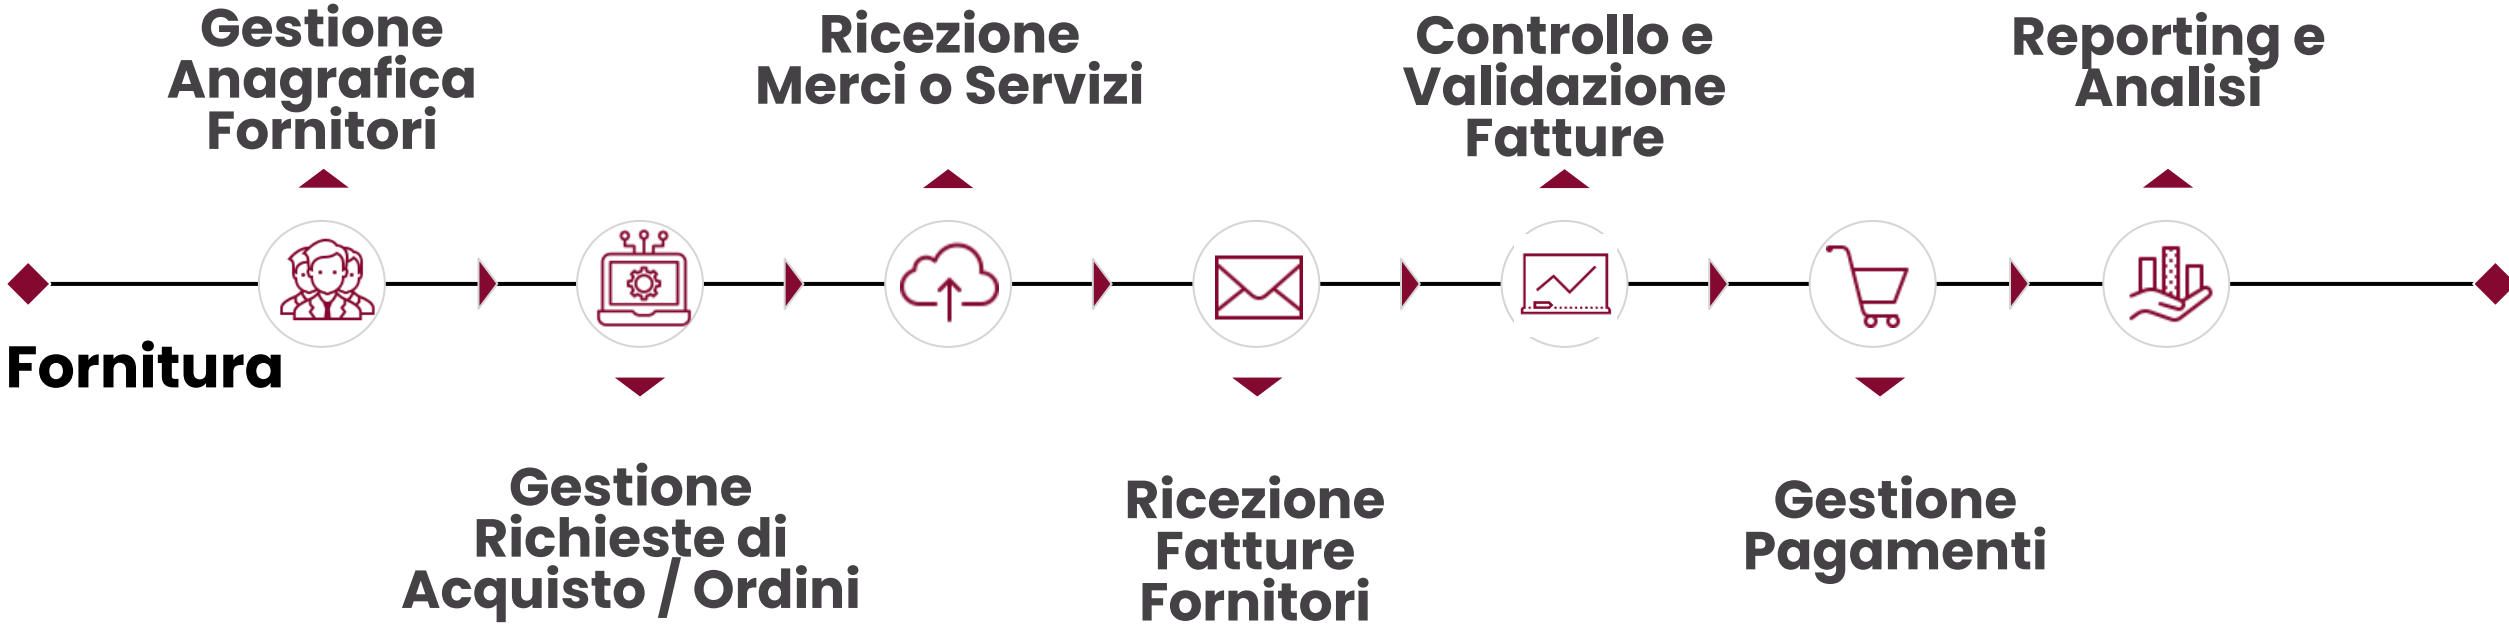 Gestione
Anagrafica
Fornitori
Ricezione
Merci o Servizi
Controllo e
Validazione
Fatture
Reporting e
Analisi
Fornitura
Gestione
Richieste di
Acquisto / Ordini
Ricezione
Fatture
Fornitori
Gestione
Pagamenti